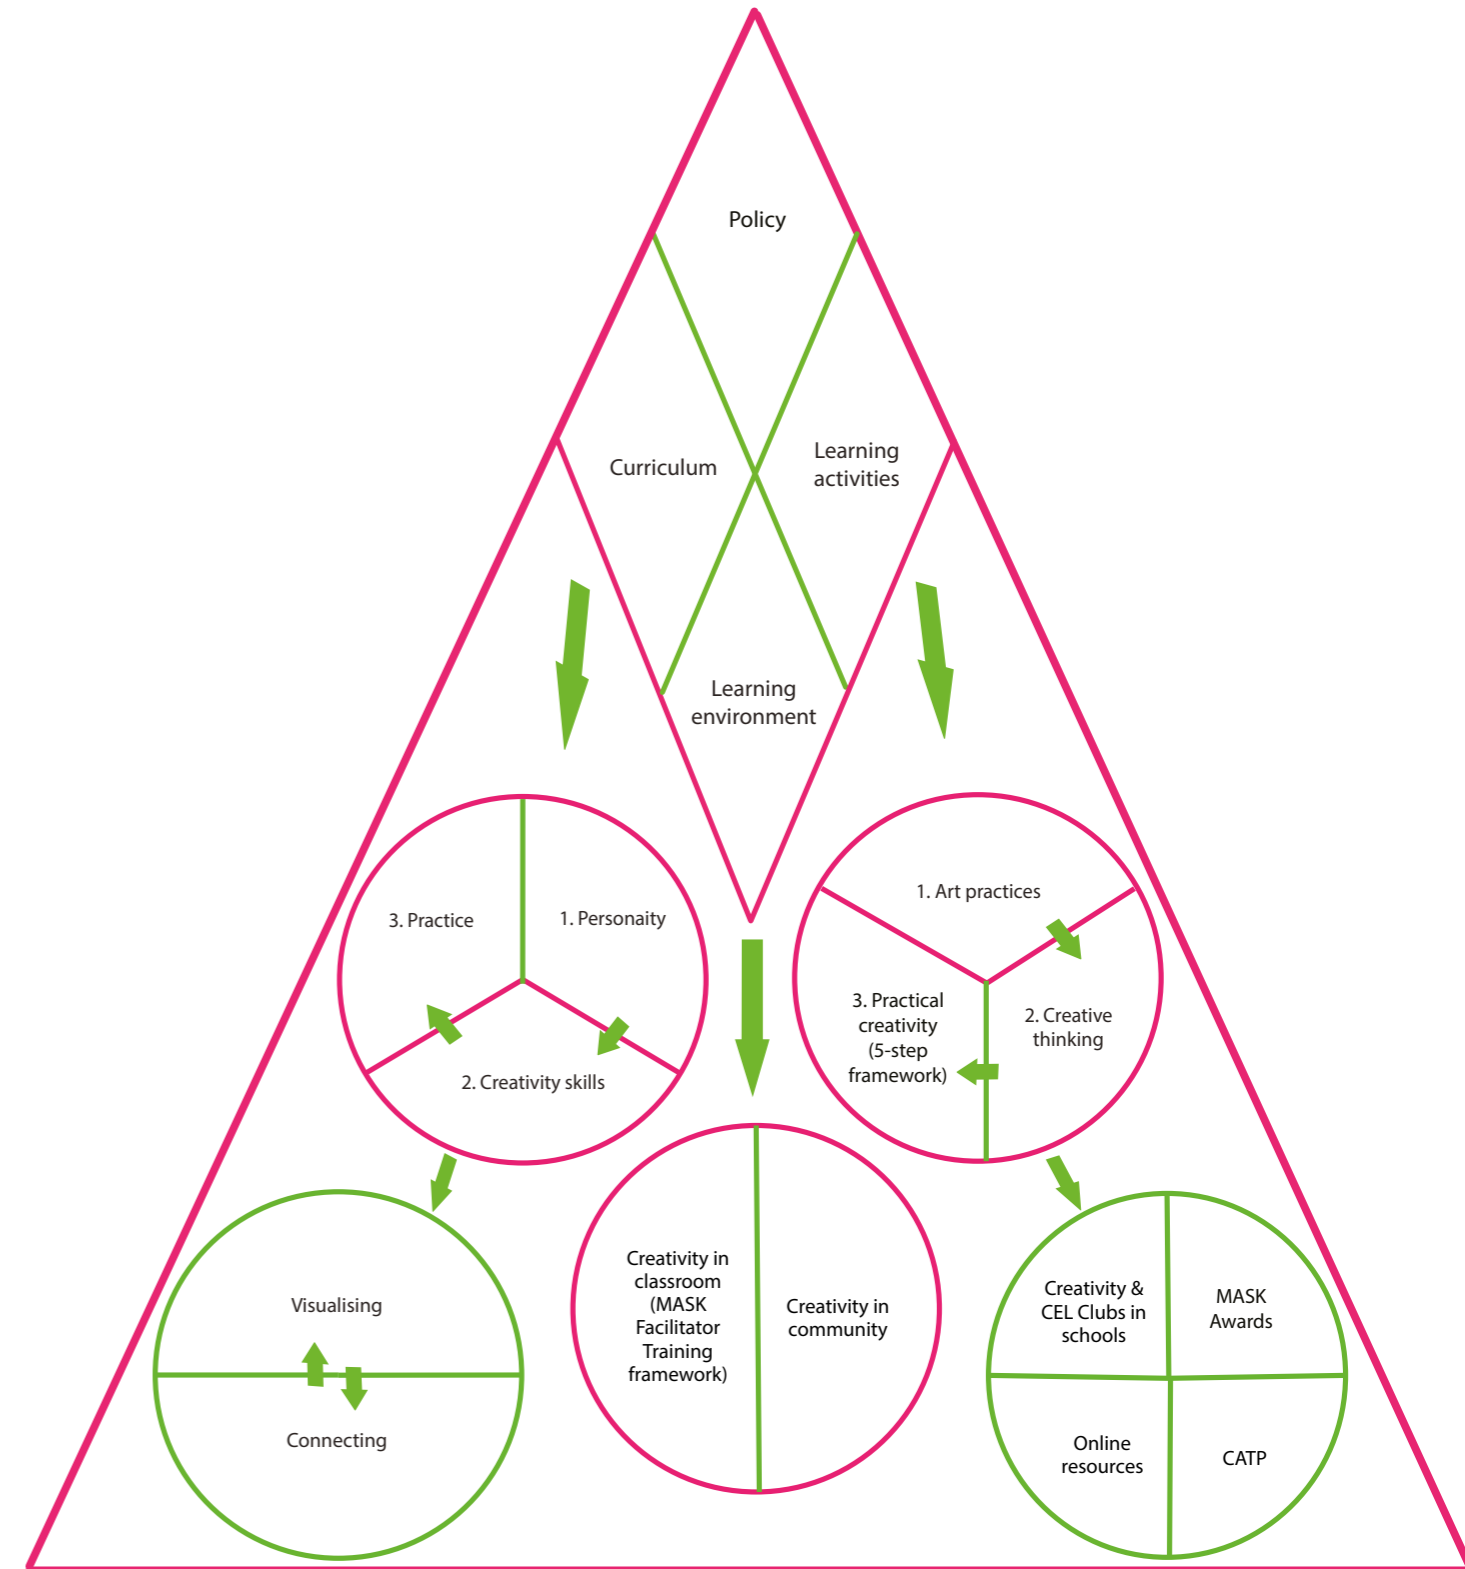 Policy
Curriculum
Learning
activities
Learning
environment
3. Practice
1. Personaity
2. Creativity skills
1. Art practices
3. Practical
creativity
(5-step
framework)
2. Creative
thinking
Visualising
Connecting
Creativity in
classroom
(MASK
Facilitator
Training
framework)
Creativity in
community
Creativity &
CEL Clubs in
schools
MASK
Awards
Online
resources
CATP